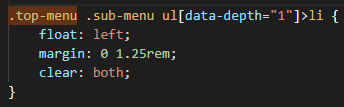 .top-menu .sub-menu ul[data-depth="1"]>li {
    float: left;
    margin: 0 1.25rem;
    clear: both;
}